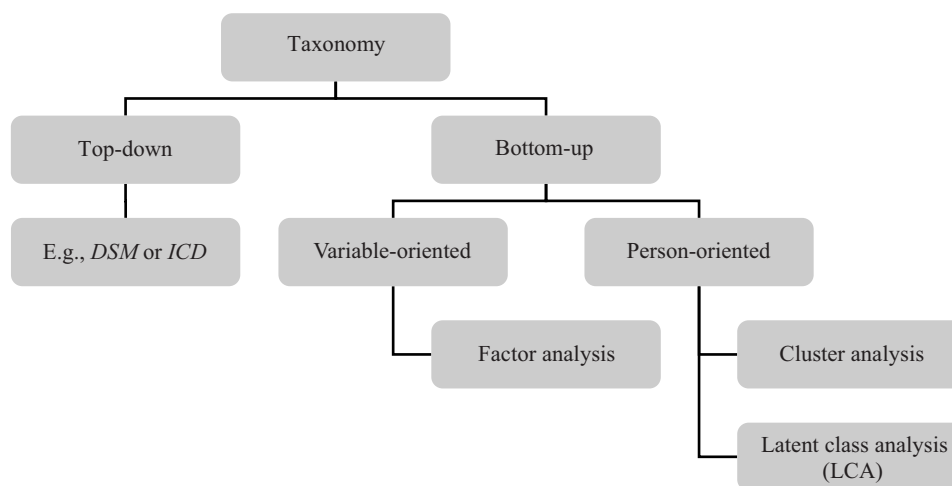 Taxonomy
Top-down
Bottom-up
E.g., DSM or ICD
Variable-oriented
Person-oriented
Factor analysis
Cluster analysis
Latent class analysis
(LCA)